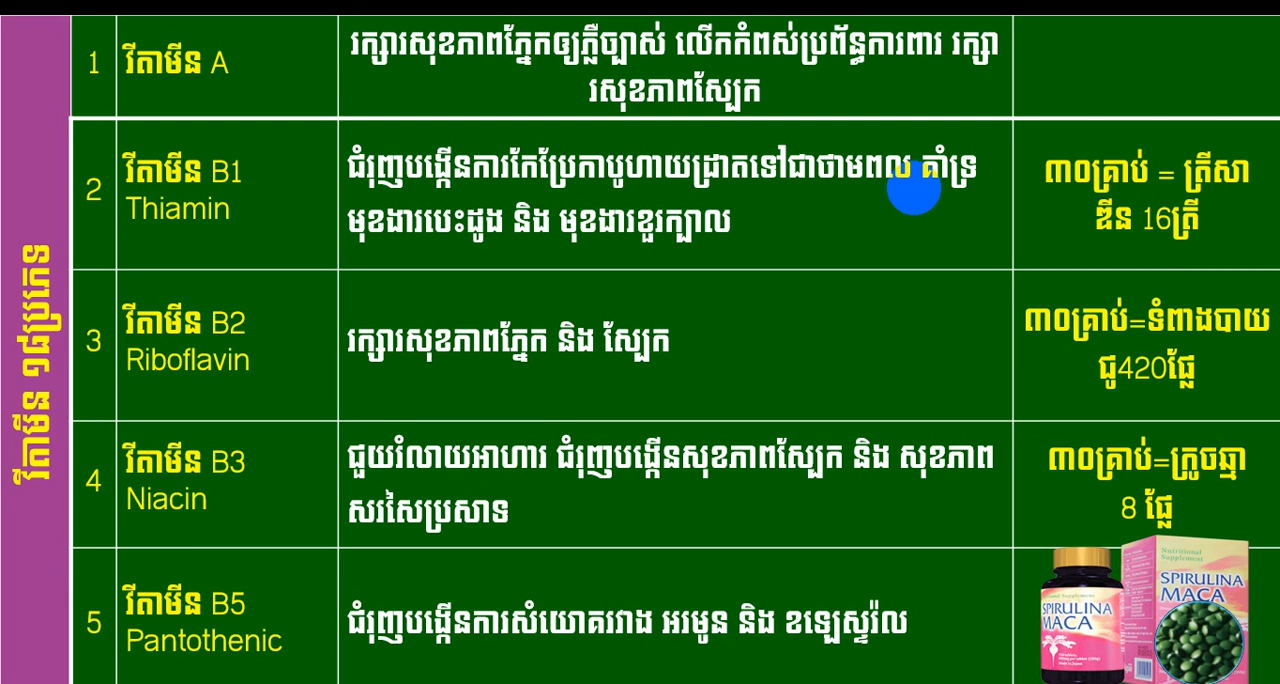 វីតាមីន ១៨ប្រភេទ
1
វីតាមីន A
រក្សារសុខភាពភ្នែកឲ្យភ្លឺច្បាស់ លើកកំពស់ប្រព័ន្ធការពារ រក្សា
រសុខភាពស្បែក
2
វីតាមីន B1
Thiamin
ជំរុញបង្កើនការកែប្រែកាបូហាយដ្រាតទៅជាថាមពល គាំទ្រ
មុខងារបេះដូង និង មុខងារខួរក្បាល
៣០គ្រាប់ = ត្រីសា
ឌីន 16ត្រី
3
វីតាមីន B2
Riboflavin
រក្សារសុខភាពភ្នែក និង ស្បែក
៣០គ្រាប់=ទំពាំងបាយ
ជូ420ផ្លែ
4
វីតាមីន B3
Niacin
ជួយរំលាយអាហារ ជំរុញបង្កើនសុខភាពស្បែក និង សុខភាព
សរសៃប្រសាទ
៣០គ្រាប់=ក្រូចឆ្មា
8 ផ្លែ
5
វីតាមីន B5
Pantothenic
ជំរុញបង្កើនការសំយោគរវាង អរមូន និង ខឡេស្ទរ៉ល
SPIRULINA
MACA
Nutritional
Supplement
SPIRULINA
MACA